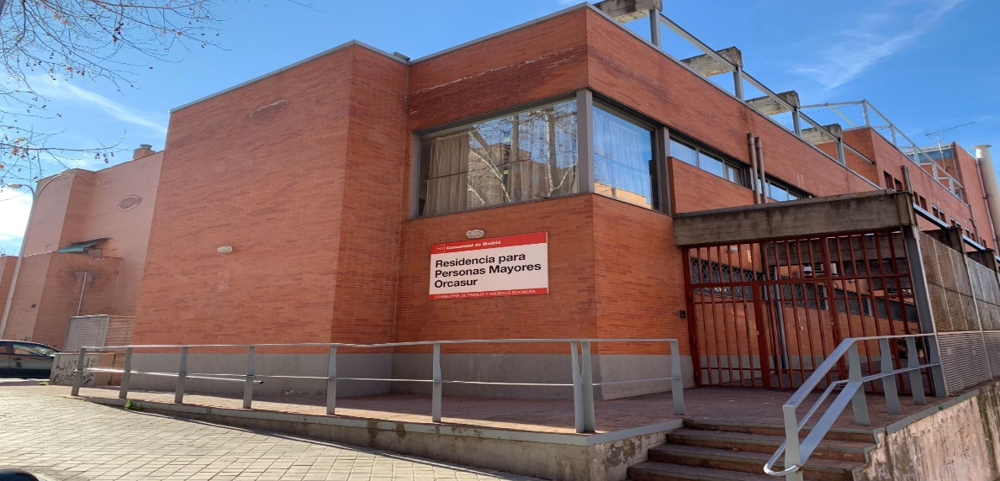 Comunidad de Madrid
Residencia para
Personas Mayores
Orcasur
CONSEJERÍA DE FAMILIA Y ASUNTOS SOCIALES